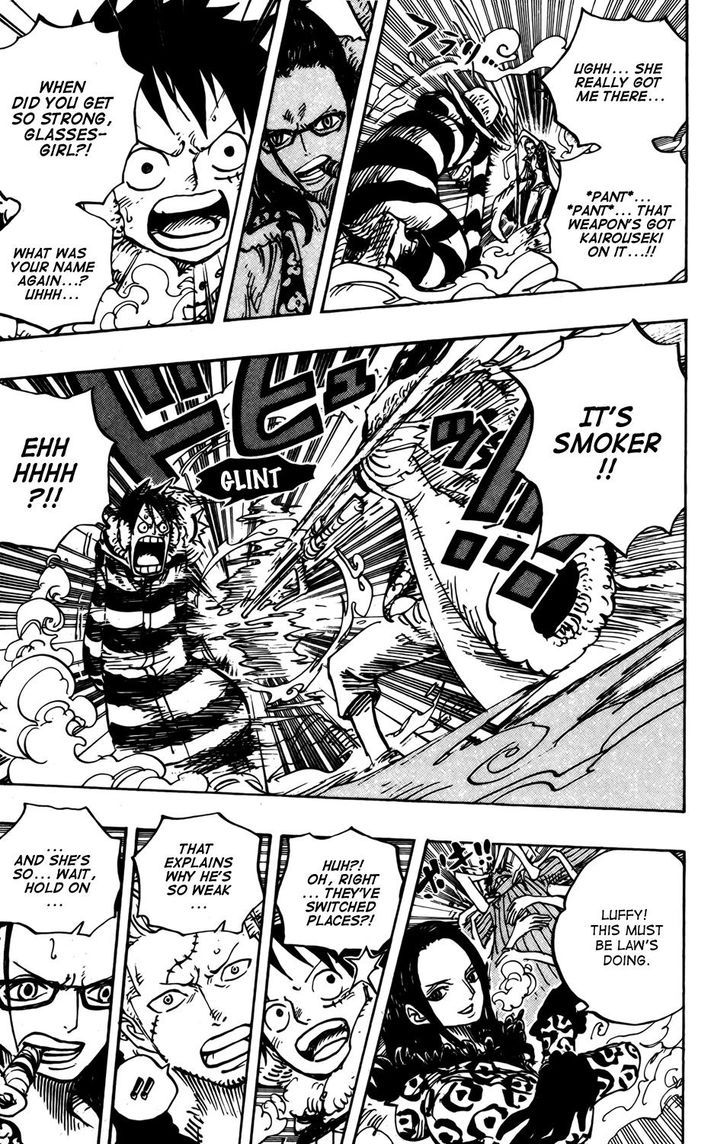 UGHH... SHE
REALLY GOT
ME THERE...
*PANT*...
*PANT*... THAT
WEAPON'S GOT
KAIROUSEKI
ON IT...!!
WHEN
DID YOU GET
SO STRONG,
GLASSES-
GIRL?!
WHAT WAS
YOUR NAME
AGAIN...?
UHHH...
IT'S
SMOKER
!!
GLINT
EHH
HHHH
?!!
LUFFY!
THIS MUST
BE LAW'S
DOING.
HUH?!
OH, RIGHT
... THEY'VE
SWITCHED
PLACES?!
THAT
EXPLAINS
WHY HE'S
SO WEAK
...
...
AND SHE'S
SO... WAIT,
HOLD ON
...
!!